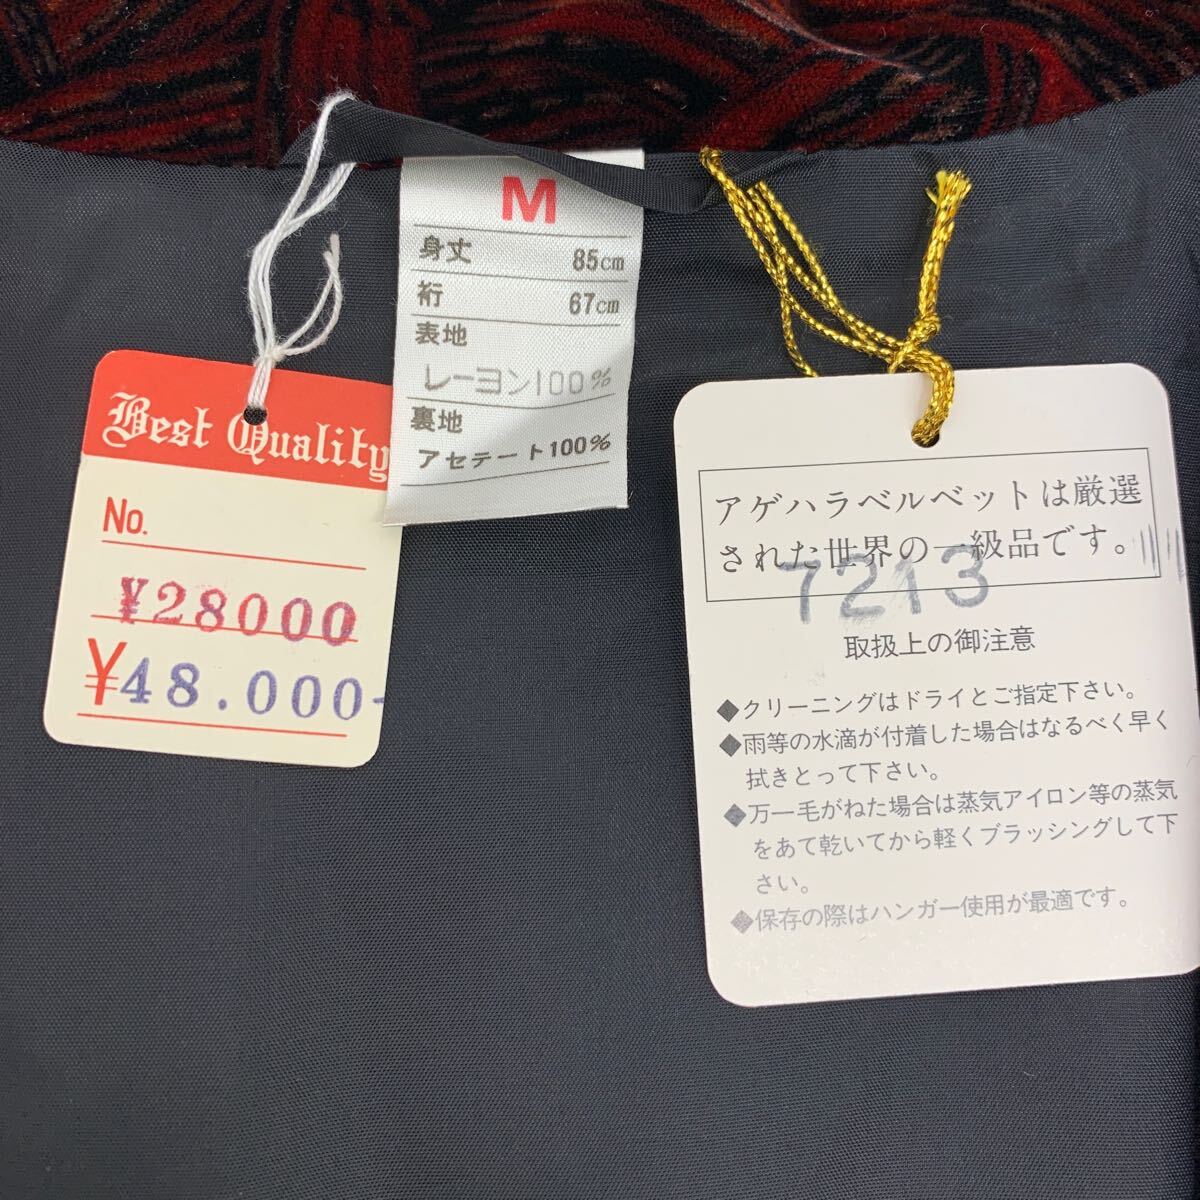 Best Quality
No.
¥28000
¥48.000-
M
身丈 85cm
裄 67cm
表地
レーヨン100%
裏地
アセテート100%
アゲハラベルベットは厳選
された世界の一級品です。
7213
取扱上の御注意
◆クリーニングはドライとご指定下さい。
◆雨等の水滴が付着した場合はなるべく早く
拭きとって下さい。
◆万一毛がねた場合は蒸気アイロン等の蒸気
をあて乾いてから軽くブラッシングして下
さい。
◆保存の際はハンガー使用が最適です。